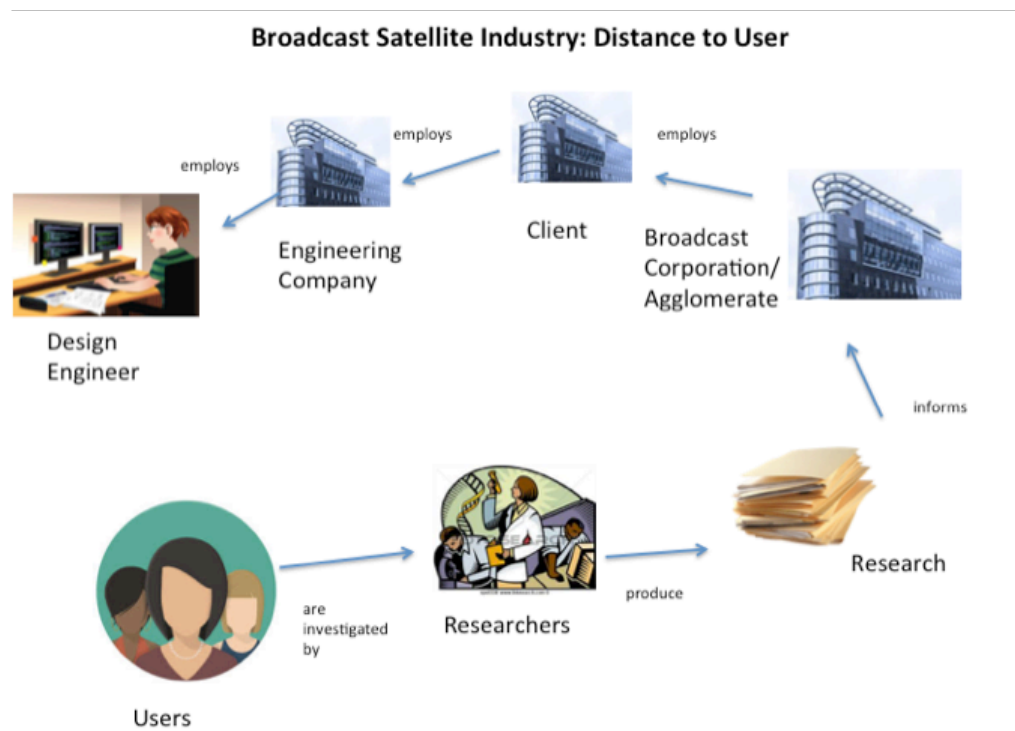 Broadcast Satellite Industry: Distance to User
employs
employs
employs
Client
Broadcast
Corporation/
Agglomerate
Engineering
Company
Design
Engineer
informs
Research
are
investigated
by
Researchers
produce
Users